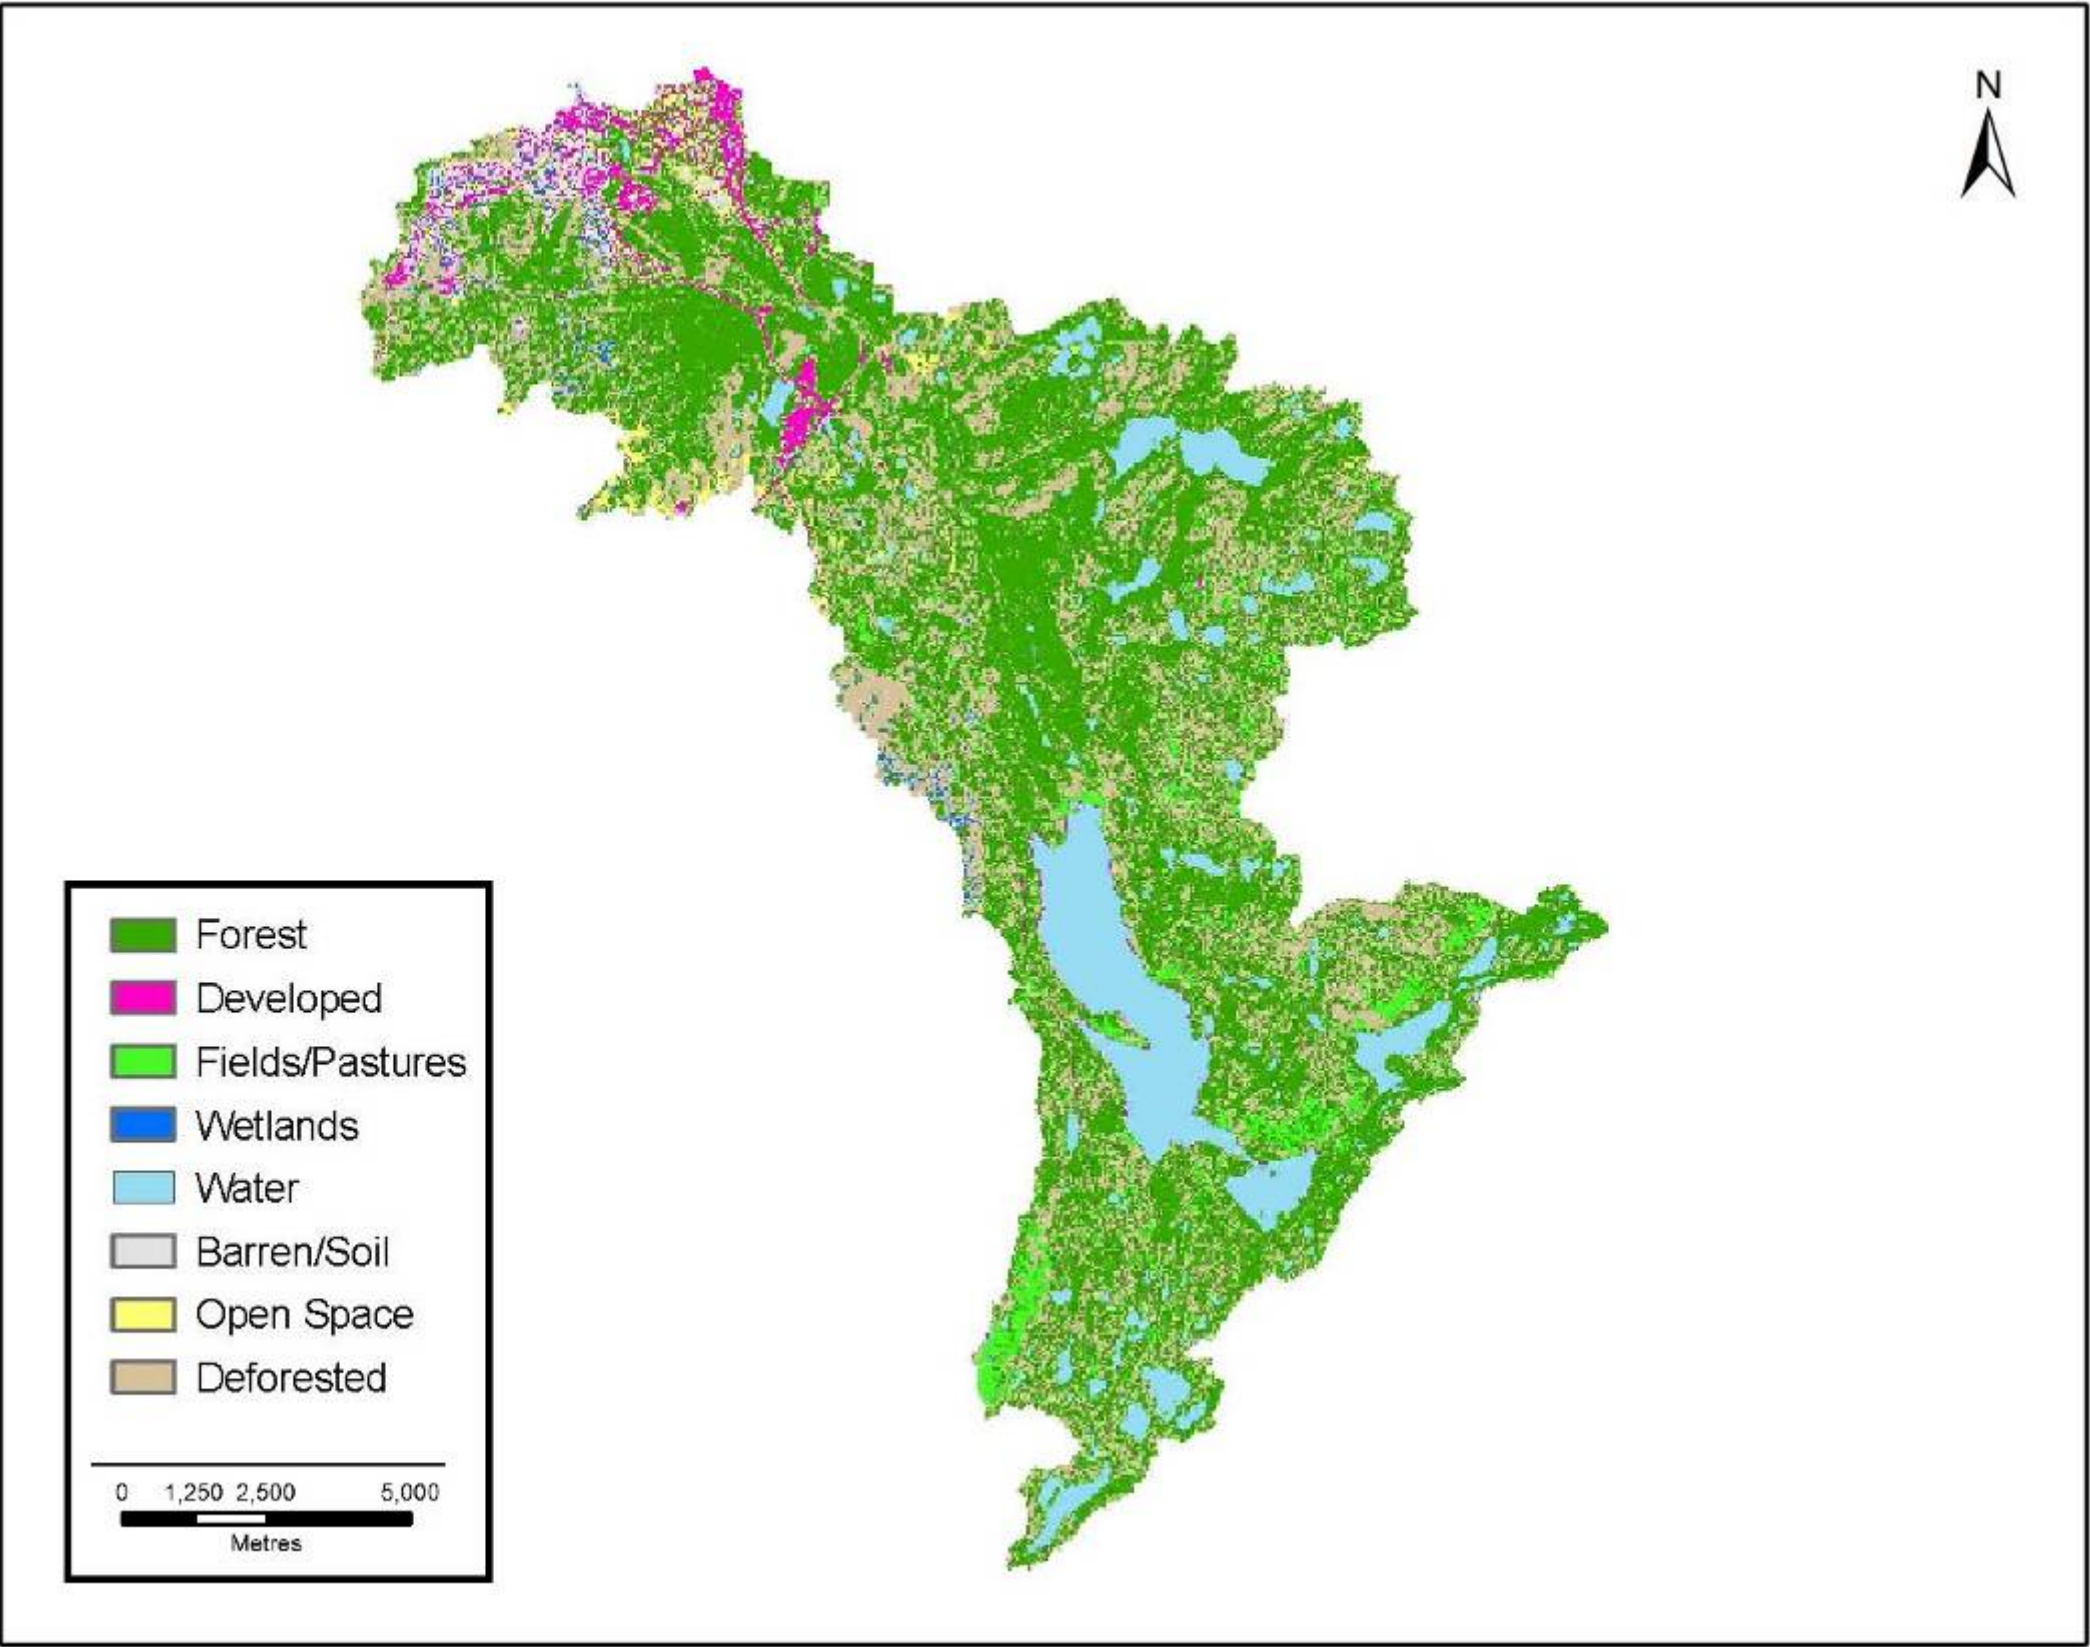 N
Forest
Developed
Fields/Pastures
Wetlands
Water
Barren/Soil
Open Space
Deforested
0 1,250 2,500 5,000
Metres